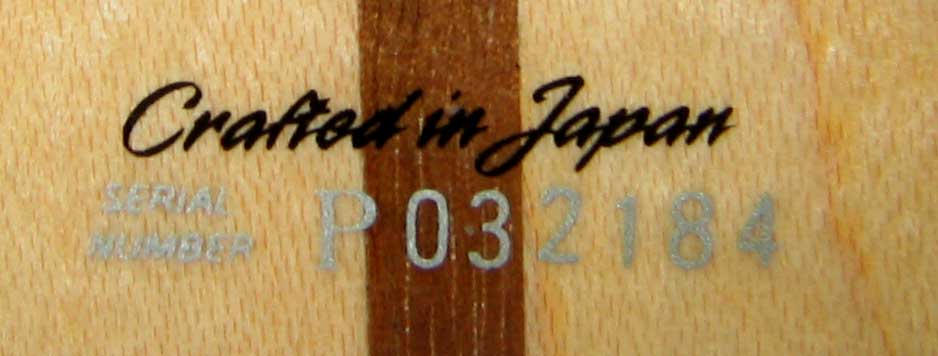 Crafted in Japan
SERIAL
NUMBER P032184